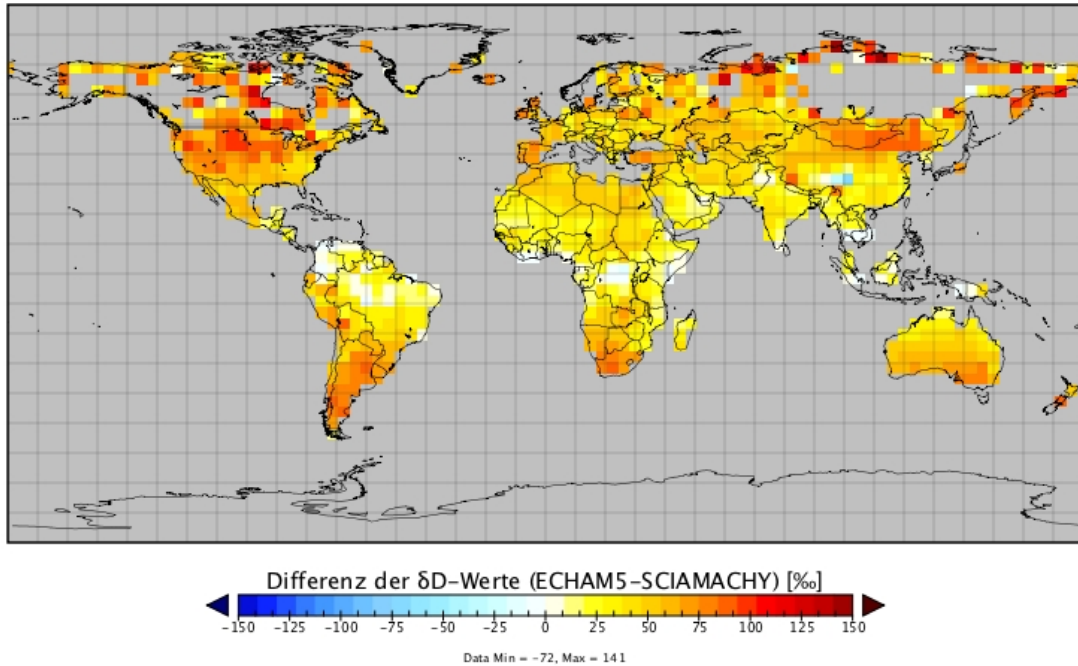 Differenz der δD-Werte (ECHAM5-SCIAMACHY) [‰]
-150 -125 -100 -75 -50 -25 0 25 50 75 100 125 150
Data Min = -72, Max = 141